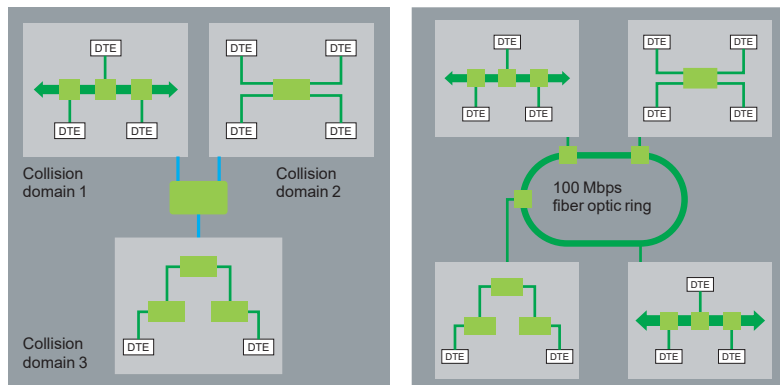 DTE
DTE DTE
DTE DTE
DTE DTE
Collision
domain 1
Collision
domain 2
DTE DTE
Collision
domain 3
DTE
DTE DTE
DTE DTE
DTE DTE
100 Mbps
fiber optic ring
DTE DTE
DTE
DTE DTE